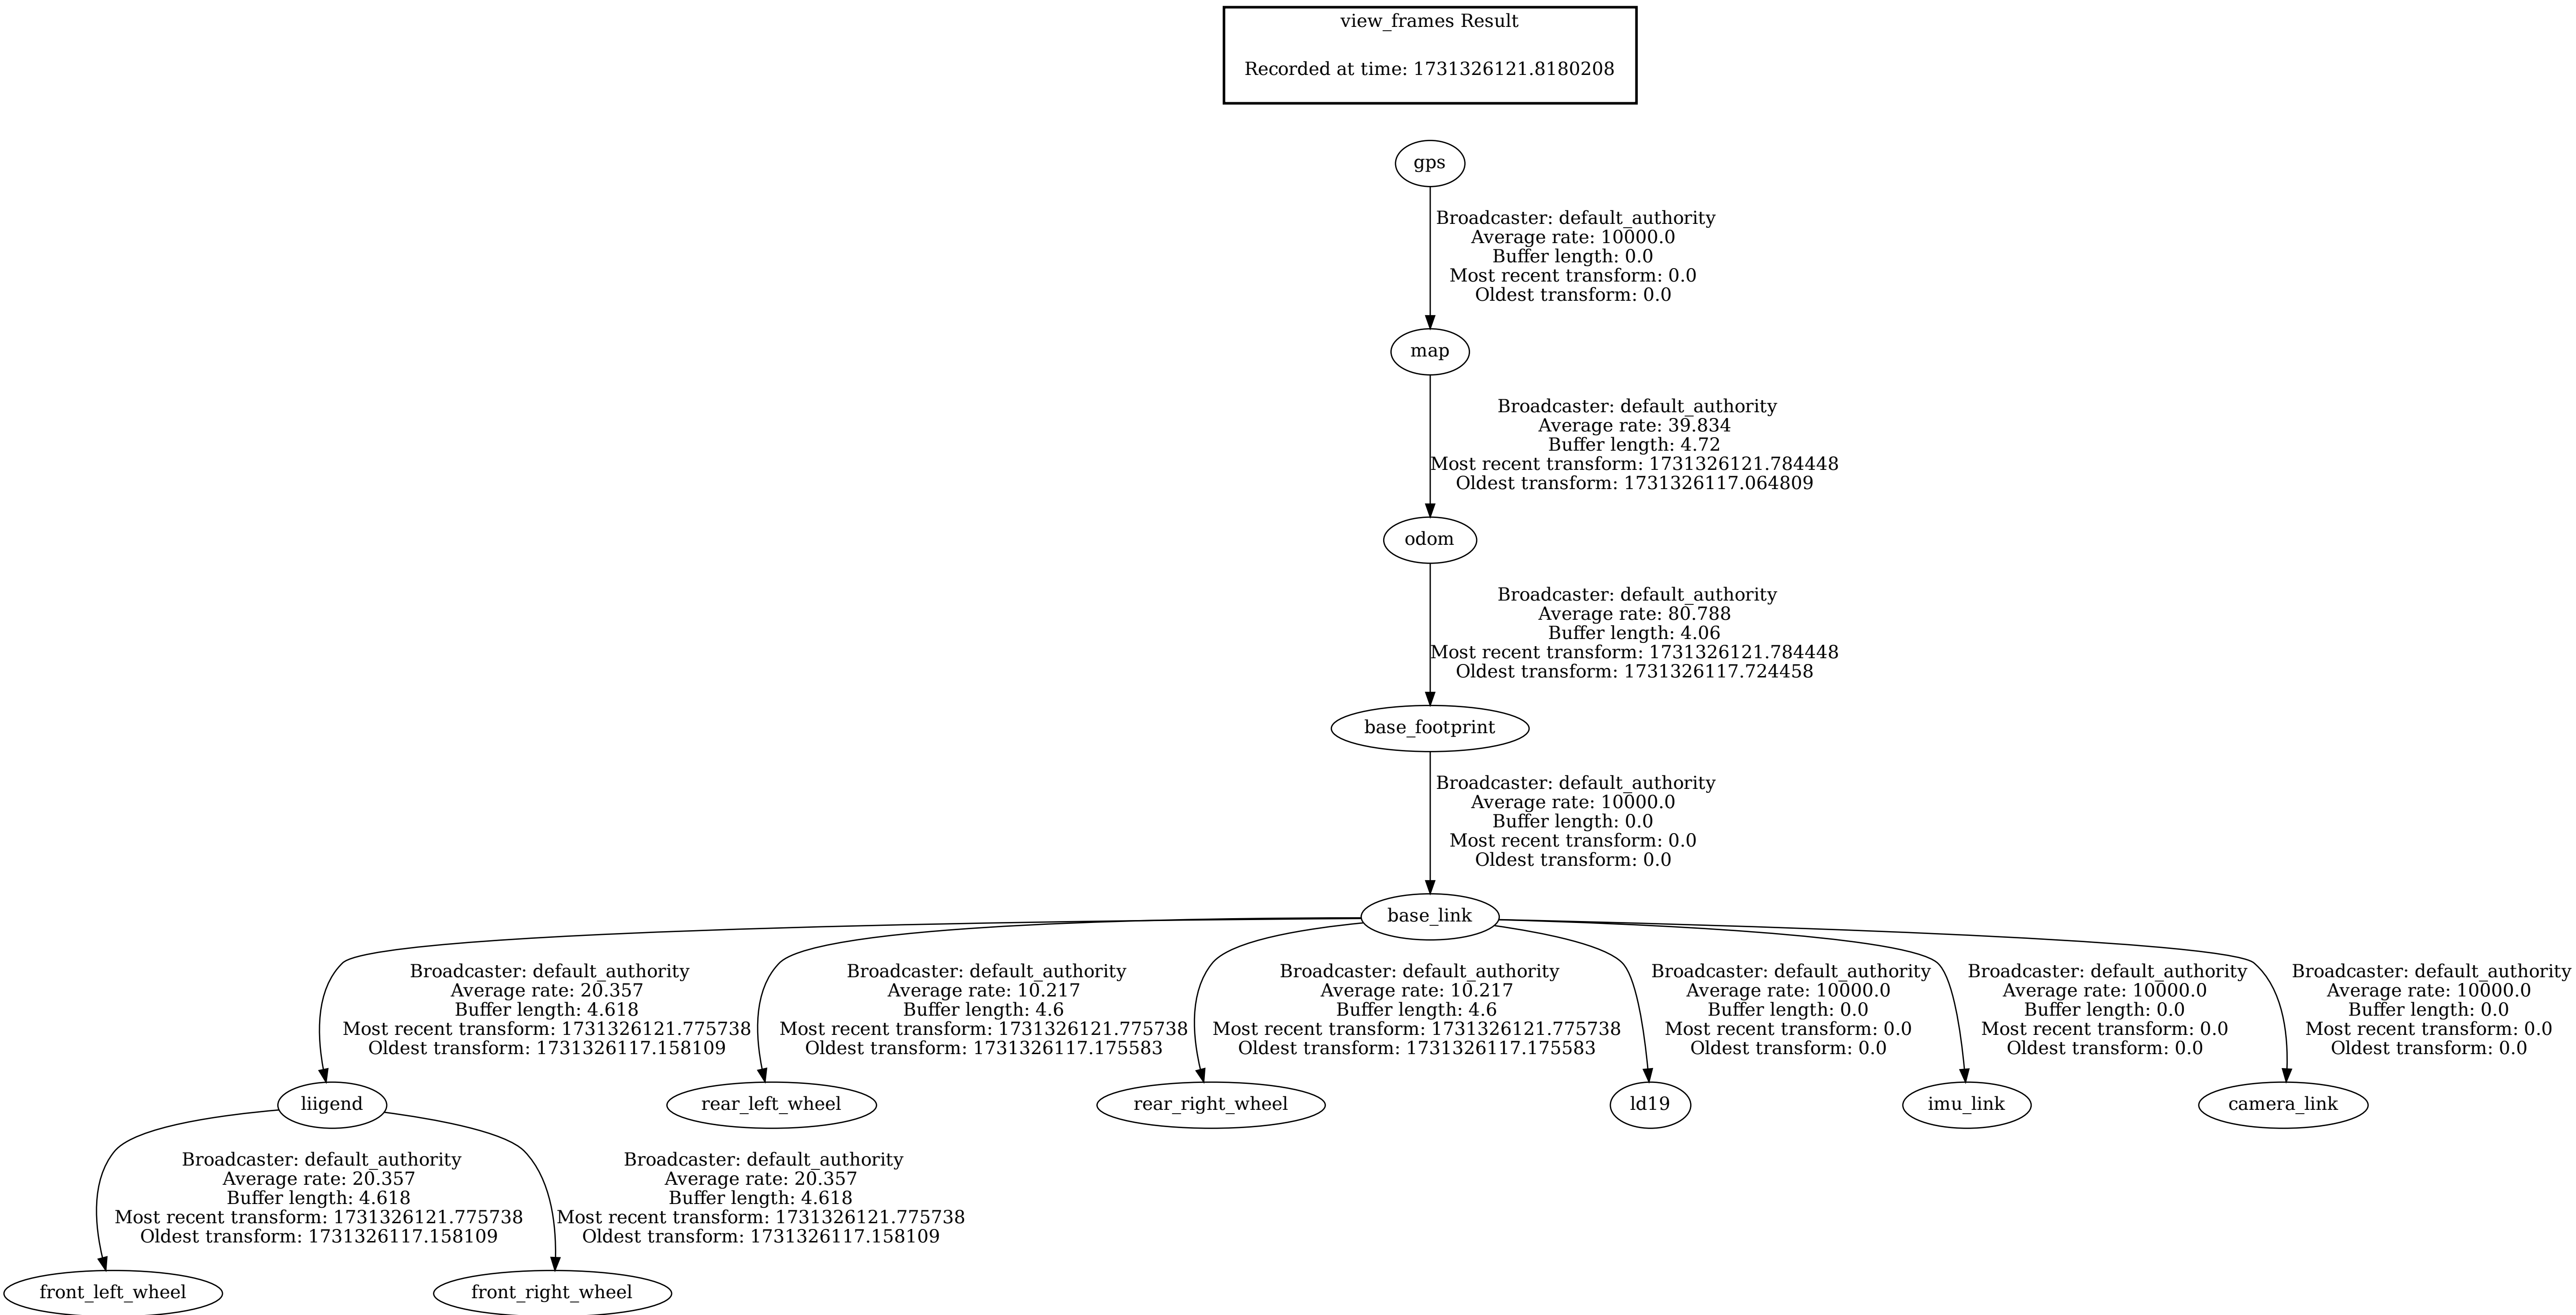 view_frames Result
Recorded at time: 1731326121.8180208
gps
Broadcaster: default_authority
Average rate: 10000.0
Buffer length: 0.0
Most recent transform: 0.0
Oldest transform: 0.0
map
Broadcaster: default_authority
Average rate: 39.834
Buffer length: 4.72
Most recent transform: 1731326121.784448
Oldest transform: 1731326117.064809
odom
Broadcaster: default_authority
Average rate: 80.788
Buffer length: 4.06
Most recent transform: 1731326121.784448
Oldest transform: 1731326117.724458
base_footprint
Broadcaster: default_authority
Average rate: 10000.0
Buffer length: 0.0
Most recent transform: 0.0
Oldest transform: 0.0
base_link
Broadcaster: default_authority
Average rate: 20.357
Buffer length: 4.618
Most recent transform: 1731326121.775738
Oldest transform: 1731326117.158109
Broadcaster: default_authority
Average rate: 10.217
Buffer length: 4.6
Most recent transform: 1731326121.775738
Oldest transform: 1731326117.175583
Broadcaster: default_authority
Average rate: 10.217
Buffer length: 4.6
Most recent transform: 1731326121.775738
Oldest transform: 1731326117.175583
Broadcaster: default_authority
Average rate: 10000.0
Buffer length: 0.0
Most recent transform: 0.0
Oldest transform: 0.0
Broadcaster: default_authority
Average rate: 10000.0
Buffer length: 0.0
Most recent transform: 0.0
Oldest transform: 0.0
Broadcaster: default_authority
Average rate: 10000.0
Buffer length: 0.0
Most recent transform: 0.0
Oldest transform: 0.0
liigend
rear_left_wheel
rear_right_wheel
ld19
imu_link
camera_link
Broadcaster: default_authority
Average rate: 20.357
Buffer length: 4.618
Most recent transform: 1731326121.775738
Oldest transform: 1731326117.158109
Broadcaster: default_authority
Average rate: 20.357
Buffer length: 4.618
Most recent transform: 1731326121.775738
Oldest transform: 1731326117.158109
front_left_wheel
front_right_wheel